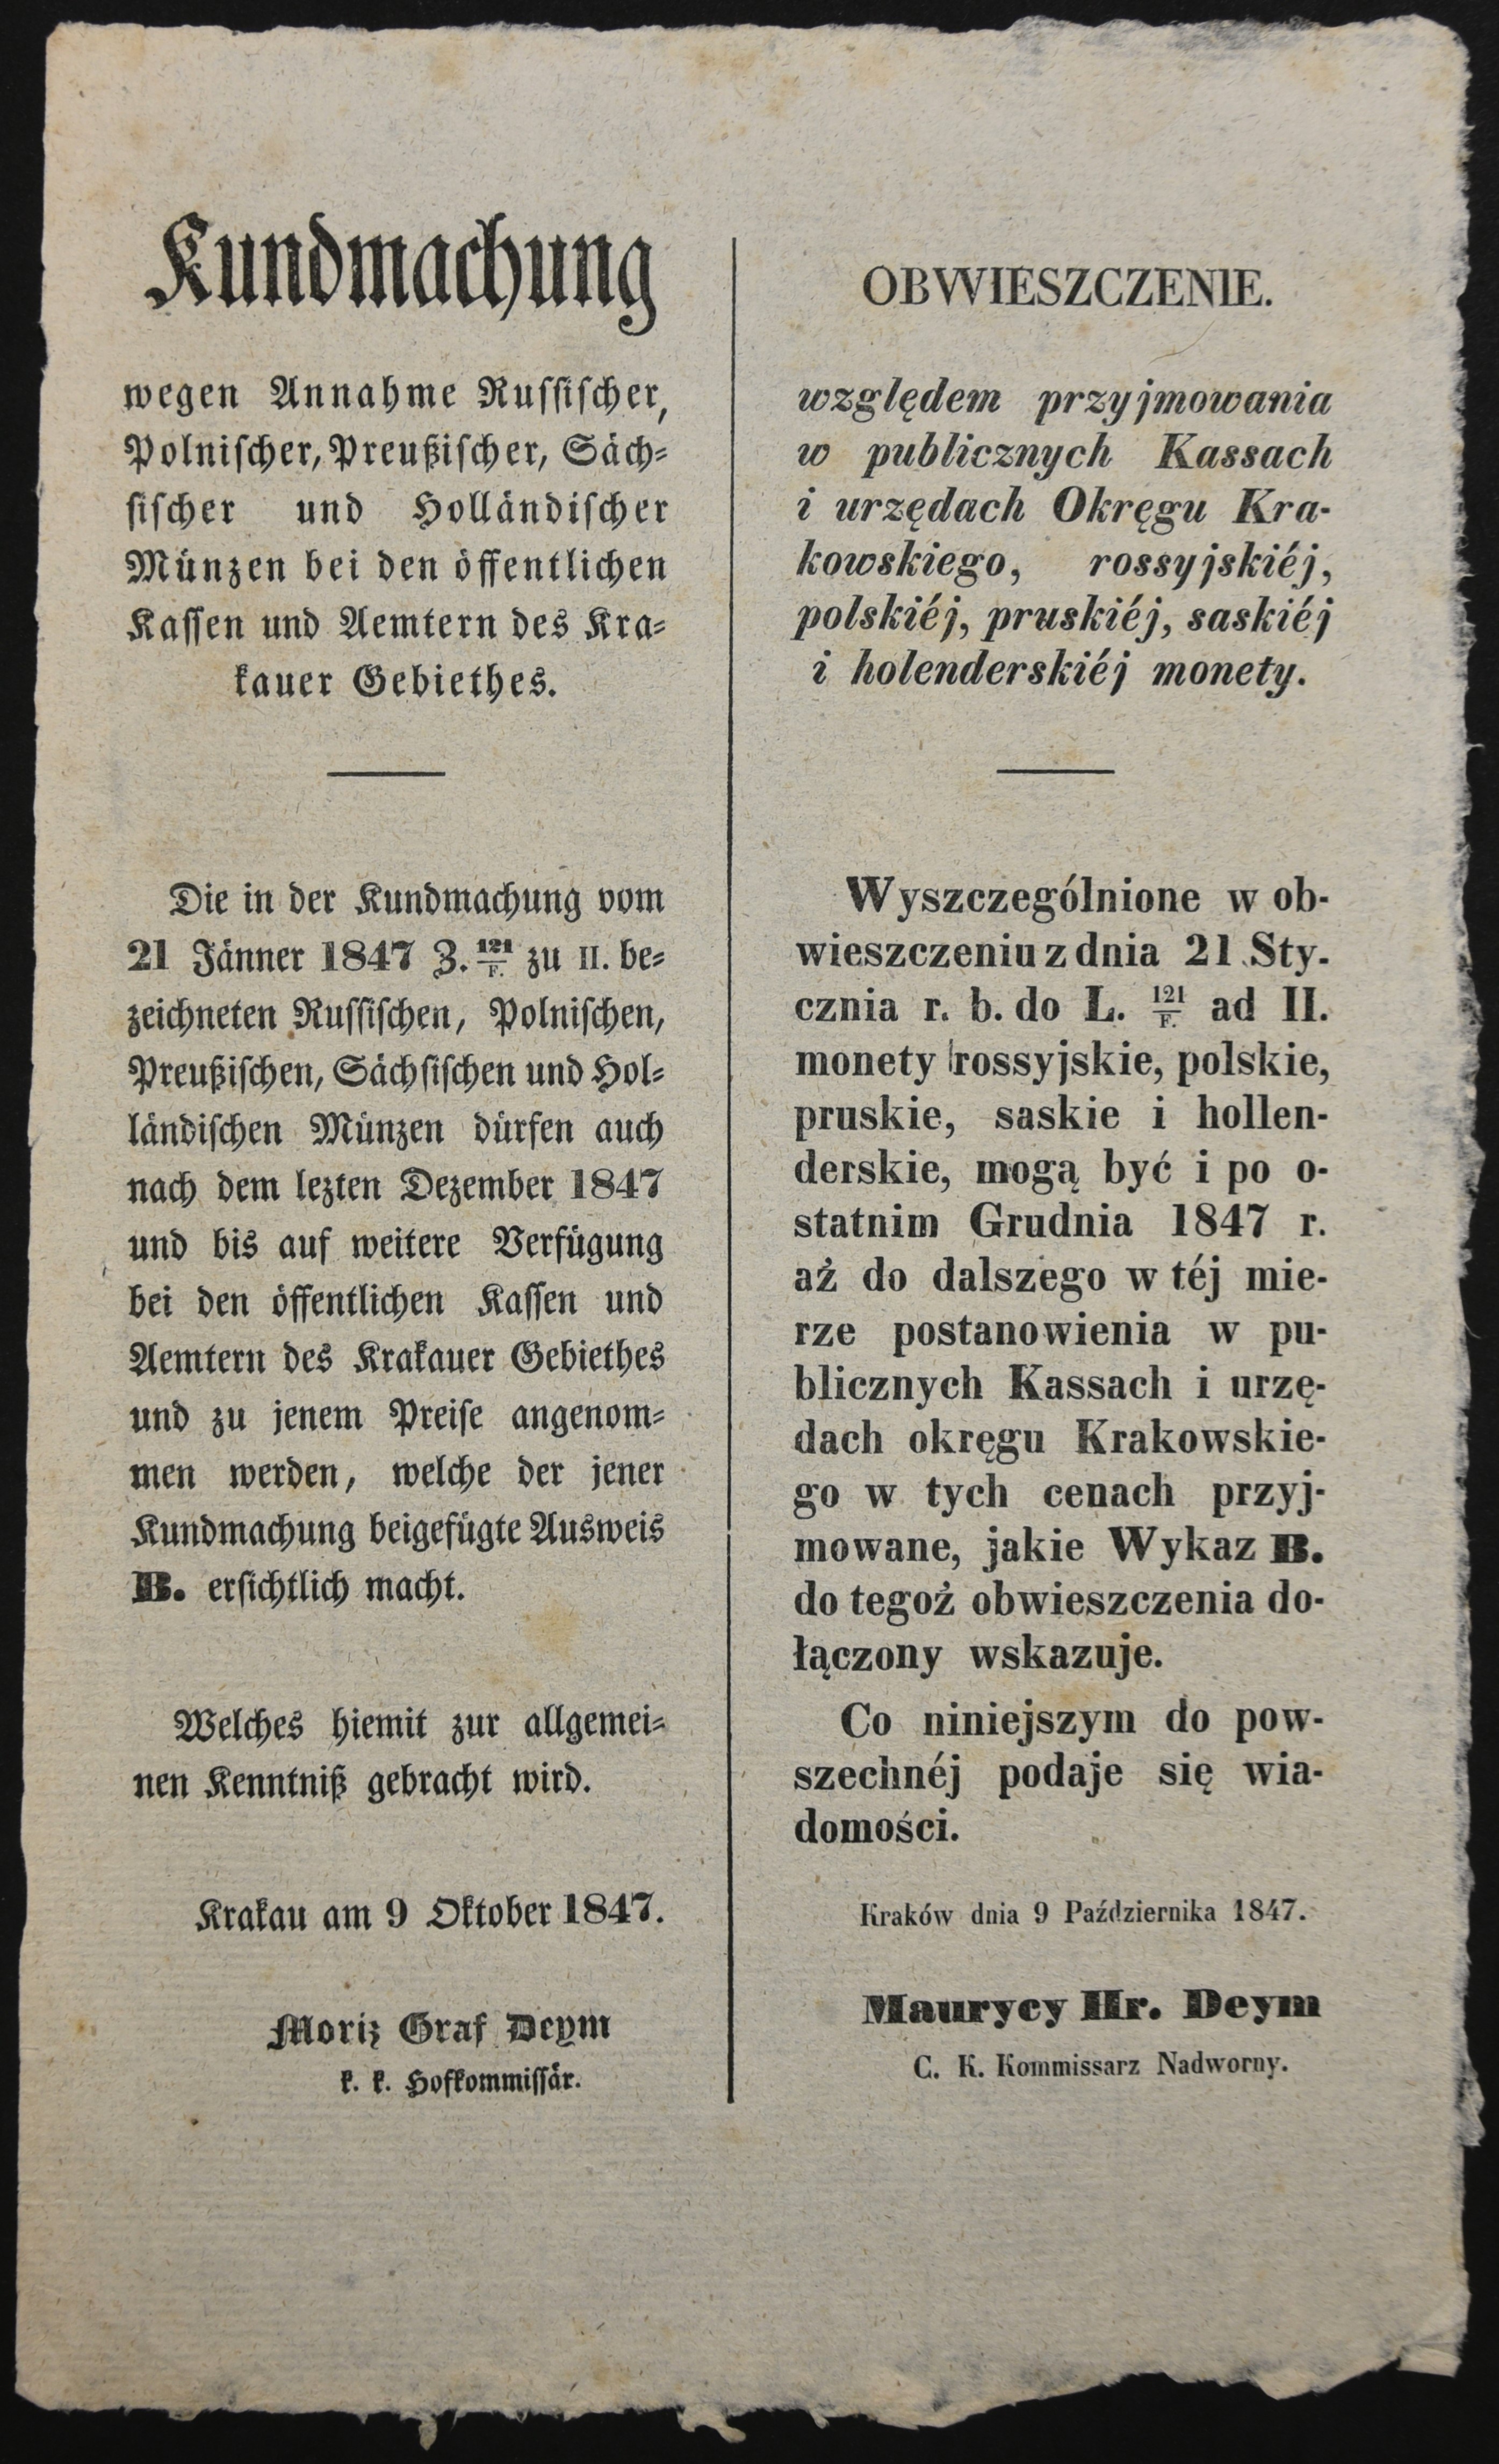 Kundmachung
wegen Annahme Russischer,
Polnischer, Preußischer, Säch-
sischer und Holländischer
Münzen bei den öffentlichen
Kassen und Aemtern des Kra-
kauer Gebiethes.
Die in der Kundmachung vom
21 Jänner 1847 Z. 121/F. zu II. be-
zeichneten Russischen, Polnischen,
Preußischen, Sächsischen und Hol-
ländischen Münzen dürfen auch
nach dem lezten Dezember 1847
und bis auf weitere Verfügung
bei den öffentlichen Kassen und
Aemtern des Krakauer Gebiethes
und zu jenem Preise angenom-
men werden, welche der jener
Kundmachung beigefügte Ausweis
B. ersichtlich macht.
Welches hiemit zur allgemei-
nen Kenntniß gebracht wird.
Krakau am 9 Oktober 1847.
Moriz Graf Deym
k. k. Hofkommissär.
OBWIESZCZENIE.
względem przyjmowania
w publicznych Kassach
i urzędach Okręgu Kra-
kowskiego, rossyjskiéj,
polskiéj, pruskiéj, saskiéj
i holenderskiéj monety.
Wyszczególnione w ob-
wieszczeniu z dnia 21 Sty-
cznia r. b. do L. 121/F. ad II.
monety rossyjskie, polskie,
pruskie, saskie i hollen-
derskie, mogą być i po o-
statnim Grudnia 1847 r.
aż do dalszego w téj mie-
rze postanowienia w pu-
blicznych Kassach i urzę-
dach okręgu Krakowskie-
go w tych cenach przyj-
mowane, jakie Wykaz B.
do tegoż obwieszczenia do-
łączony wskazuje.
Co niniejszym do pow-
szechnéj podaje się wia-
domości.
Kraków dnia 9 Października 1847.
Maurycy Hr. Deym
C. K. Kommissarz Nadworny.